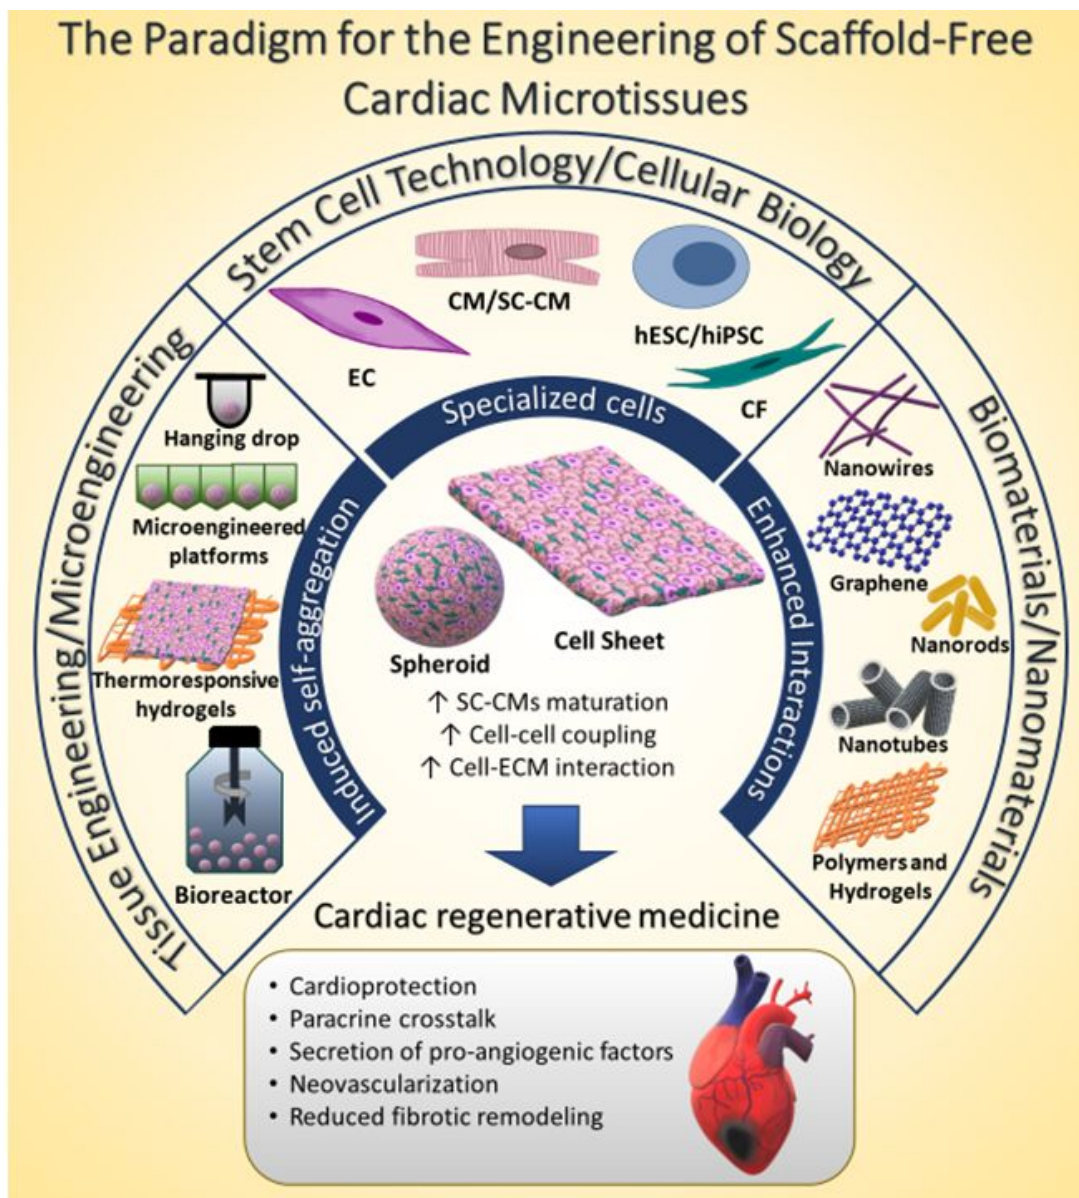 The Paradigm for the Engineering of Scaffold-Free
Cardiac Microtissues
Stem Cell Technology/Cellular Biology
CM/SC-CM
hESC/hiPSC
EC
CF
Specialized cells
Tissue Engineering/Microengineering
Hanging drop
Microengineered
platforms
Thermoresponsive
hydrogels
Bioreactor
Induced self-aggregation
Spheroid
Cell Sheet
↑ SC-CMs maturation
↑ Cell-cell coupling
↑ Cell-ECM interaction
Enhanced Interactions
Biomaterials/Nanomaterials
Nanowires
Graphene
Nanorods
Nanotubes
Polymers and
Hydrogels
Cardiac regenerative medicine
• Cardioprotection
• Paracrine crosstalk
• Secretion of pro-angiogenic factors
• Neovascularization
• Reduced fibrotic remodeling